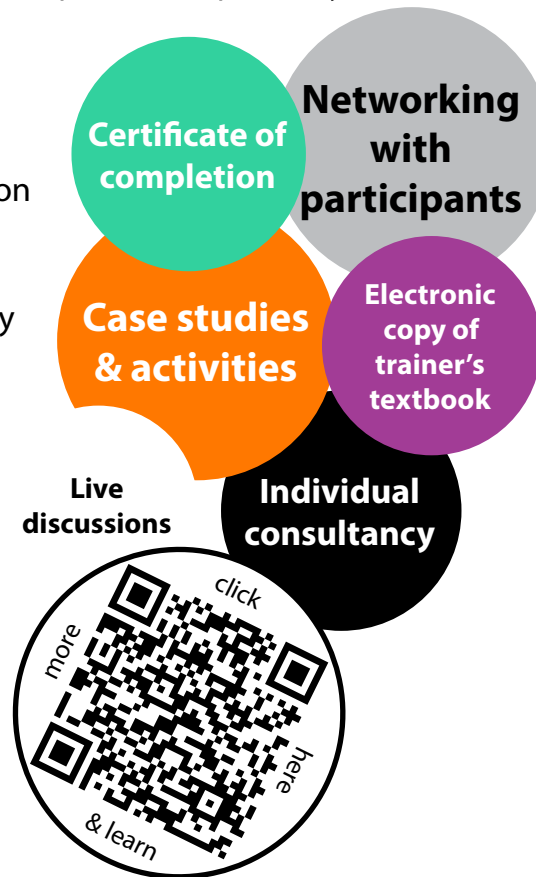 Certificate of
completion
Networking
with
participants
on
y
Case studies
& activities
Electronic
copy of
trainer's
textbook
Live
discussions
Individual
consultancy
click
here
& learn
more